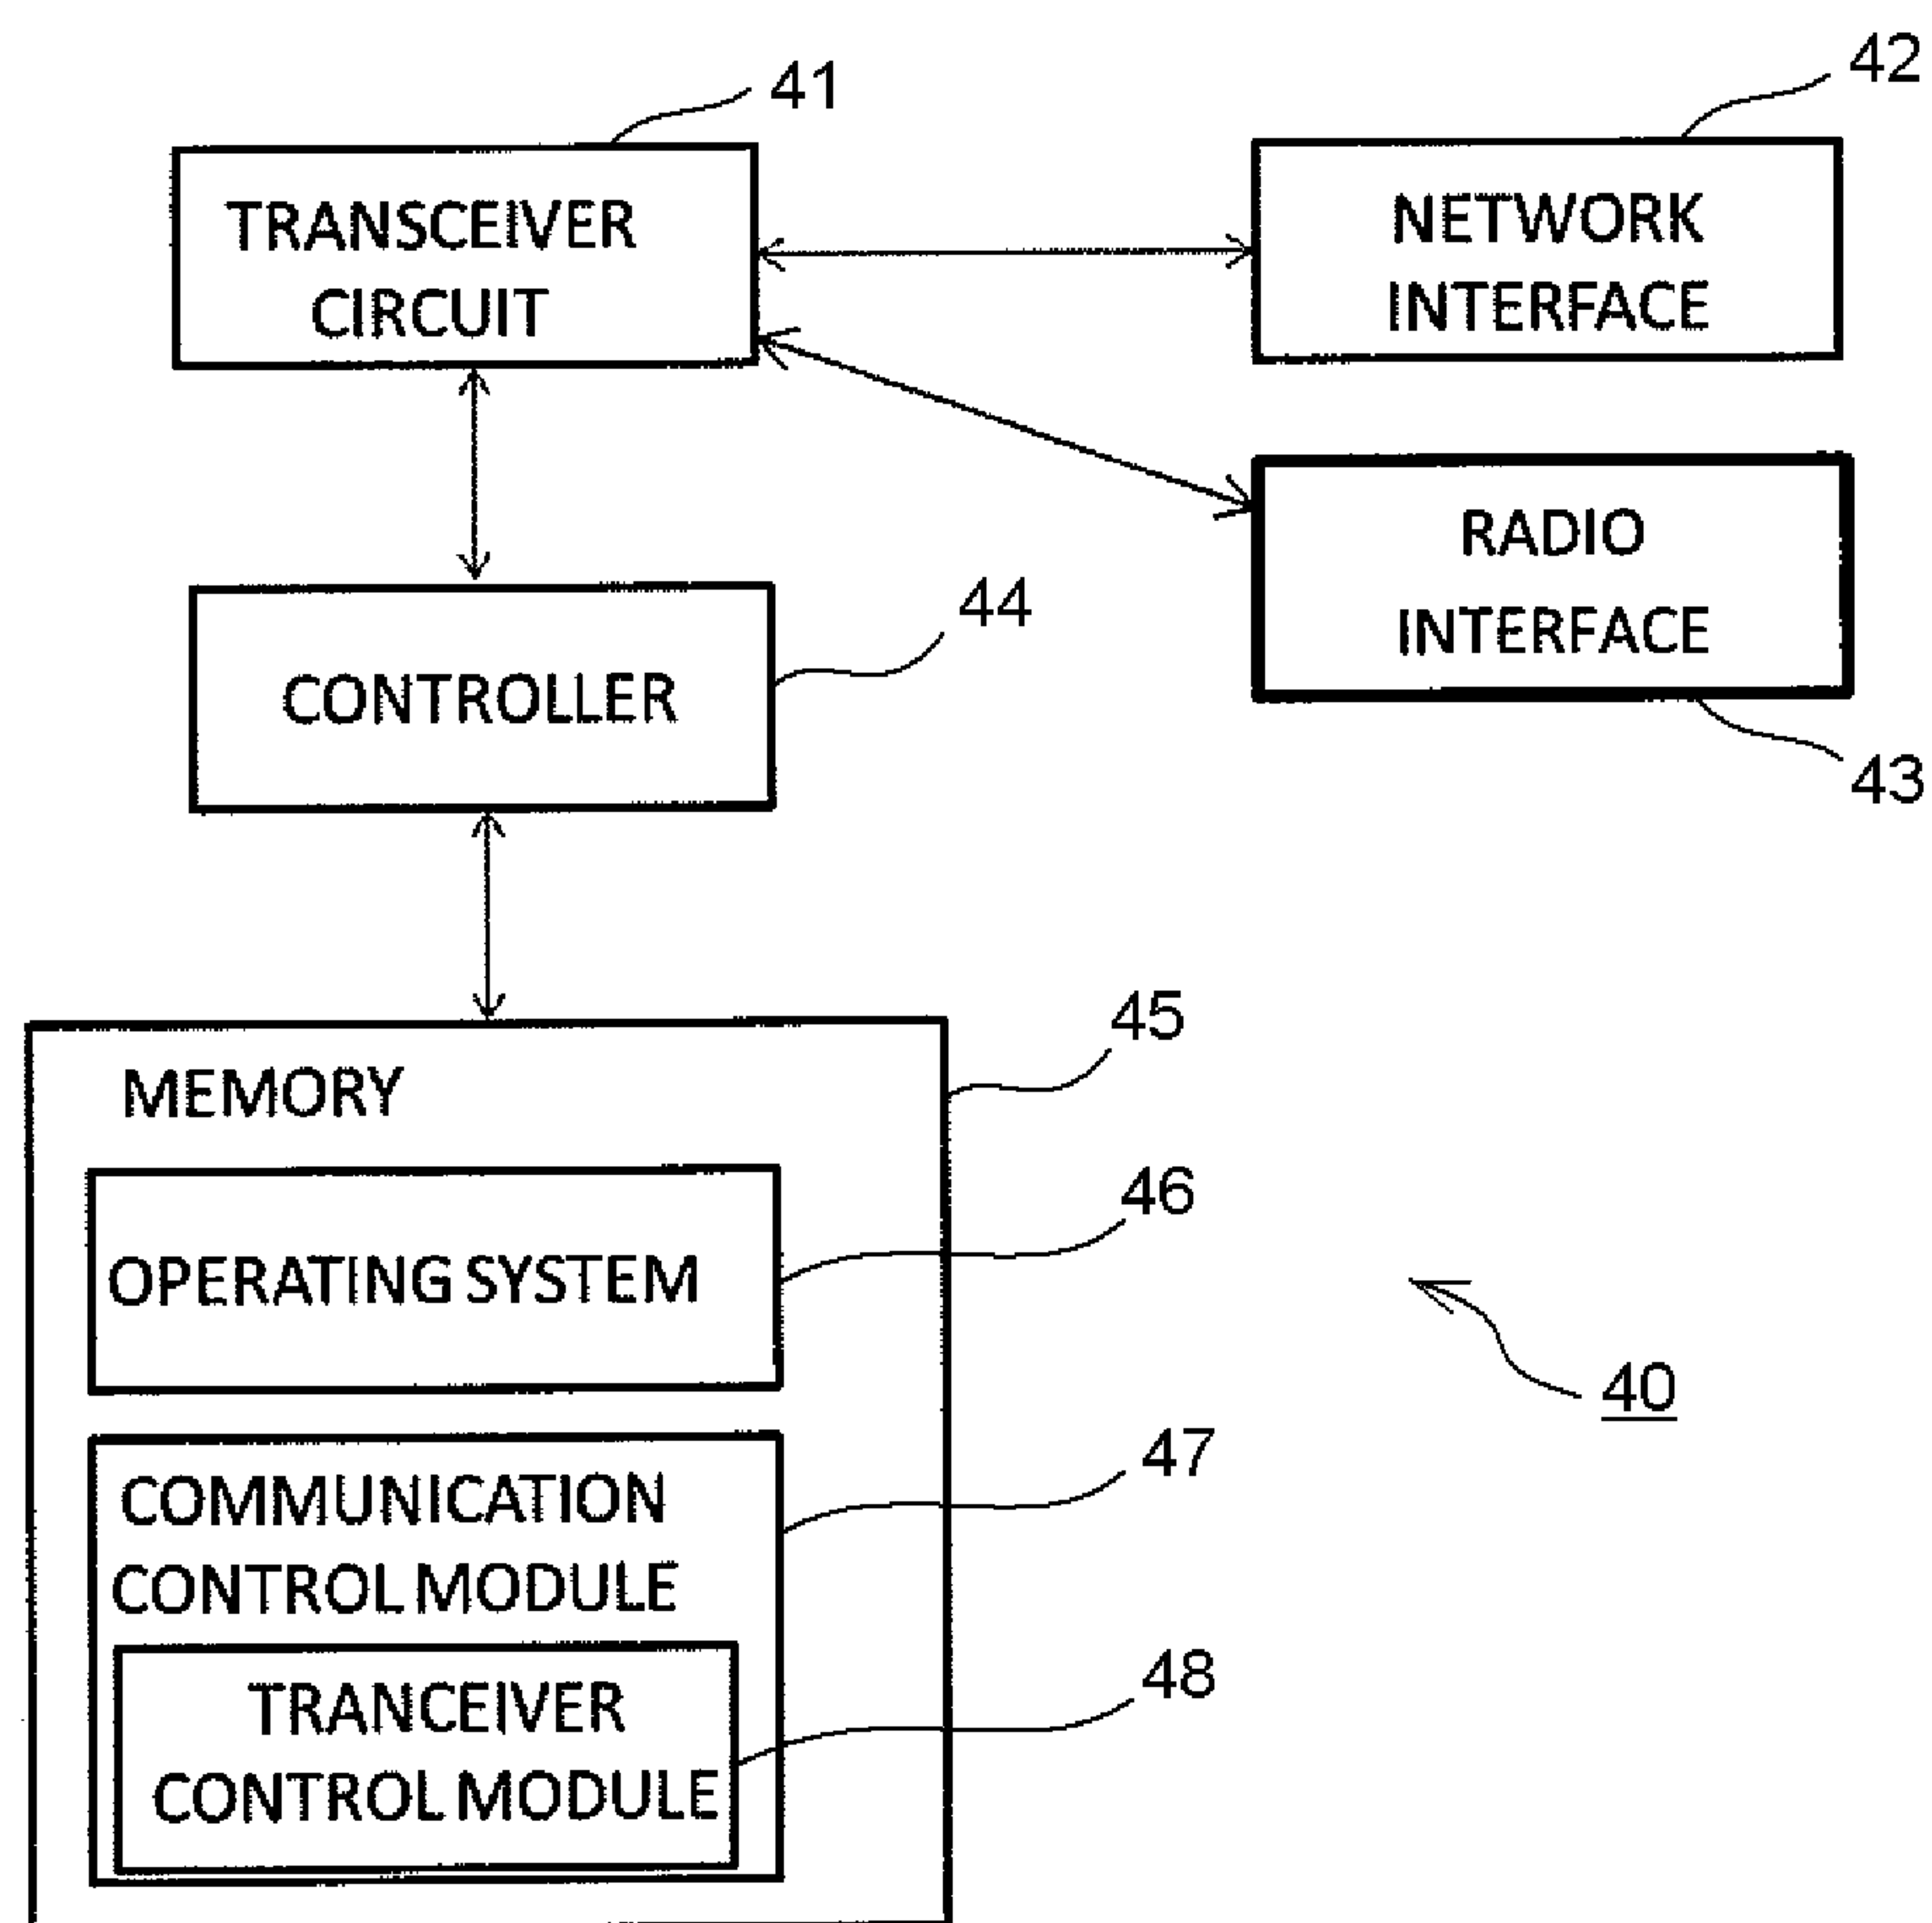 41
42
TRANSCEIVER
CIRCUIT
NETWORK
INTERFACE
RADIO
INTERFACE
43
44
CONTROLLER
45
MEMORY
46
OPERATING SYSTEM
40
47
COMMUNICATION
CONTROL MODULE
48
TRANCEIVER
CONTROL MODULE